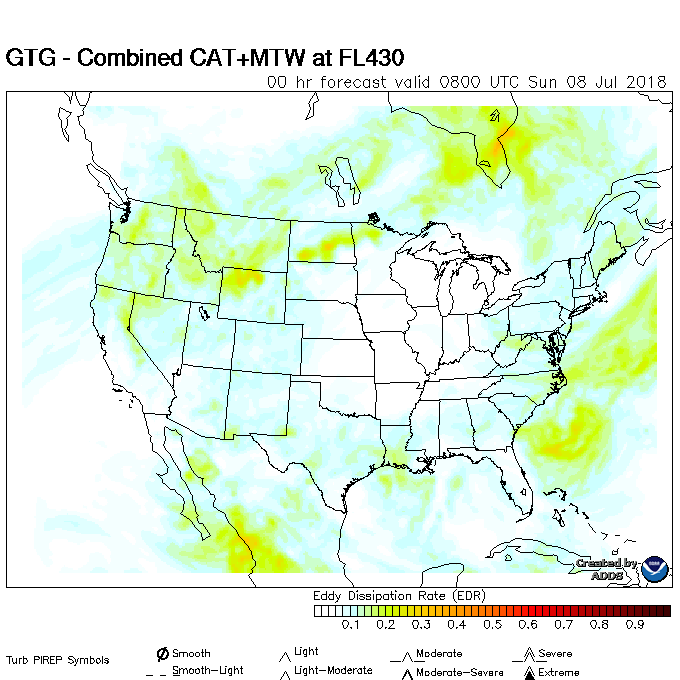 GTG - Combined CAT+MTW at FL430
00 hr forecast valid 0800 UTC Sun 08 Jul 2018
Created by
ADDS
Eddy Dissipation Rate (EDR)
0.1 0.2 0.3 0.4 0.5 0.6 0.7 0.8 0.9
Turb PIREP Symbols
Smooth Light Moderate Severe
Smooth-Light Light-Moderate Moderate-Severe Extreme